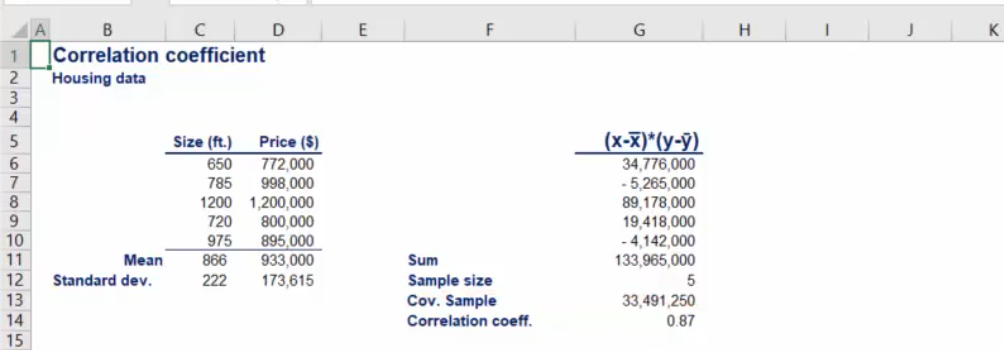 A B C D E F G H I J K
1 Correlation coefficient
2 Housing data
3
4
5 Size (ft.) Price ($) (x-x̅)*(y-ȳ)
6 650 772,000 34,776,000
7 785 998,000 - 5,265,000
8 1200 1,200,000 89,178,000
9 720 800,000 19,418,000
10 975 895,000 - 4,142,000
11 Mean 866 933,000 Sum 133,965,000
12 Standard dev. 222 173,615 Sample size 5
13 Cov. Sample 33,491,250
14 Correlation coeff. 0.87
15